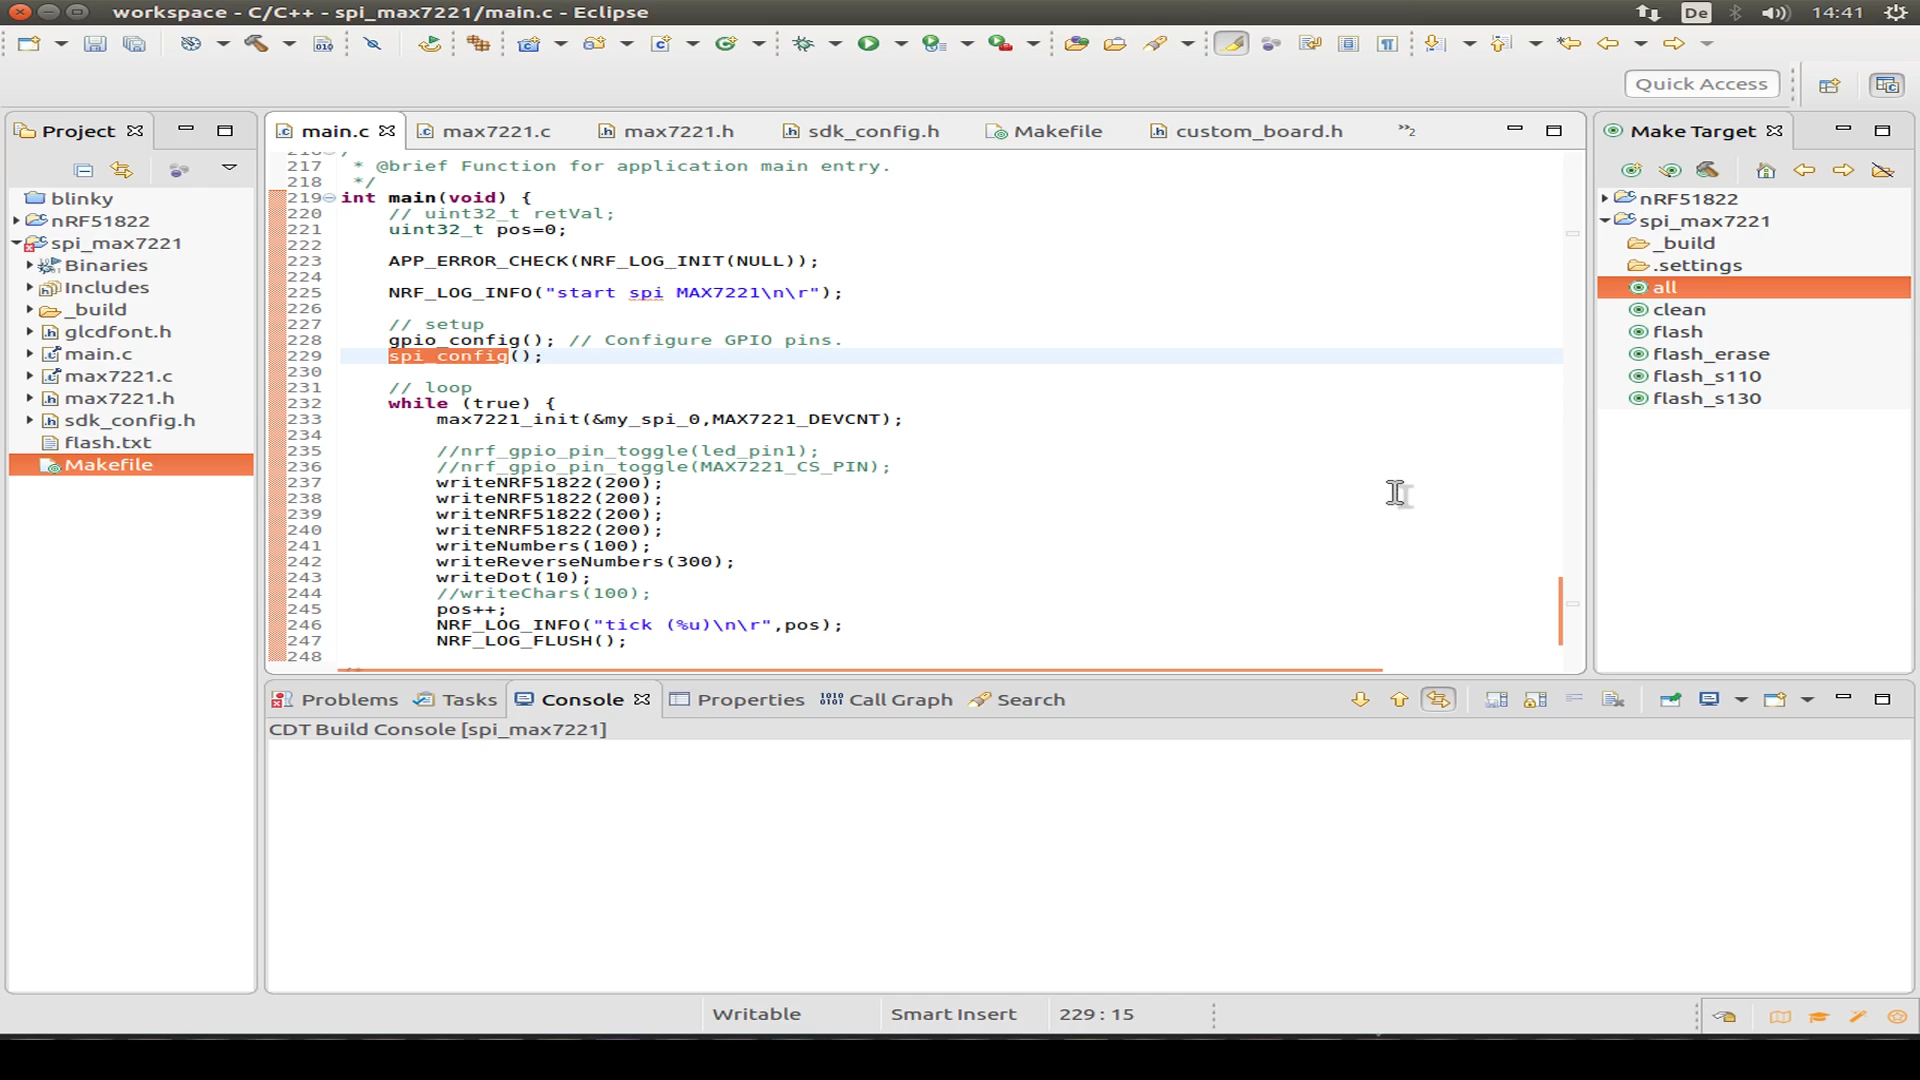 workspace - C/C++ - spi_max7221/main.c - Eclipse
De
14:41
Quick Access
Project
main.c
max7221.c
max7221.h
sdk_config.h
Makefile
custom_board.h
»2
Make Target
blinky
nRF51822
spi_max7221
Binaries
Includes
_build
glcdfont.h
main.c
max7221.c
max7221.h
sdk_config.h
flash.txt
Makefile
217 * @brief Function for application main entry.
218 */
219 int main(void) {
220 // uint32_t retVal;
221 uint32_t pos=0;
222
223 APP_ERROR_CHECK(NRF_LOG_INIT(NULL));
224
225 NRF_LOG_INFO("start spi MAX7221\n\r");
226
227 // setup
228 gpio_config(); // Configure GPIO pins.
229 spi_config();
230
231 // loop
232 while (true) {
233 max7221_init(&my_spi_0,MAX7221_DEVCNT);
234
235 //nrf_gpio_pin_toggle(led_pin1);
236 //nrf_gpio_pin_toggle(MAX7221_CS_PIN);
237 writeNRF51822(200);
238 writeNRF51822(200);
239 writeNRF51822(200);
240 writeNRF51822(200);
241 writeNumbers(100);
242 writeReverseNumbers(300);
243 writeDot(10);
244 //writeChars(100);
245 pos++;
246 NRF_LOG_INFO("tick (%u)\n\r",pos);
247 NRF_LOG_FLUSH();
248
nRF51822
spi_max7221
_build
.settings
all
clean
flash
flash_erase
flash_s110
flash_s130
Problems
Tasks
Console
Properties
Call Graph
Search
CDT Build Console [spi_max7221]
Writable
Smart Insert
229 : 15